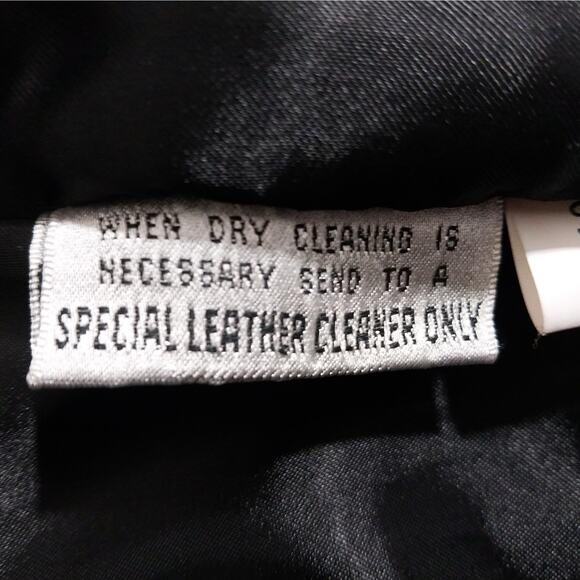 WHEN DRY CLEANING IS
NECESSARY SEND TO A
SPECIAL LEATHER CLEANER ONLY